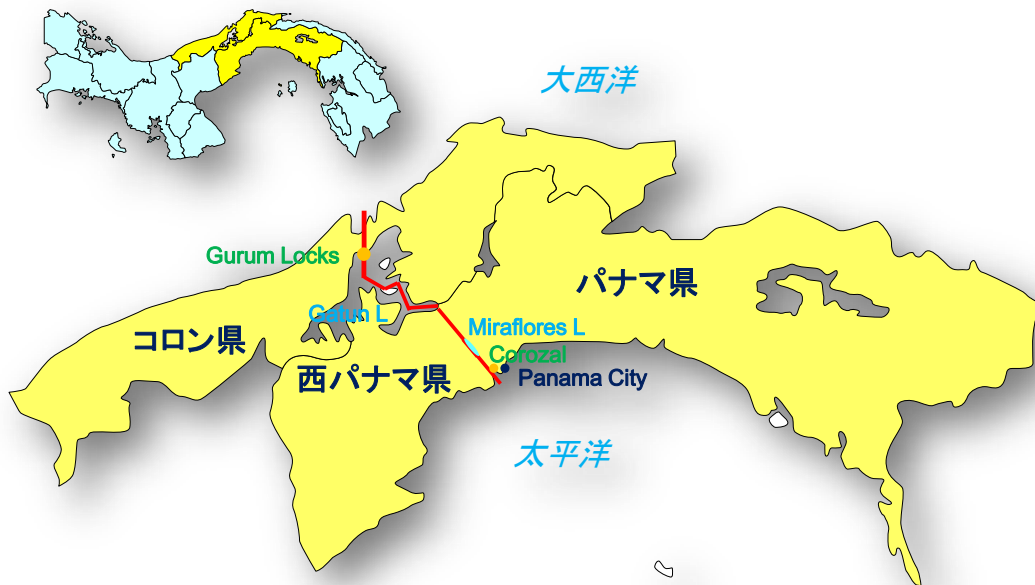 大西洋
Gurum Locks
パナマ県
Gatun L
Miraflores L
コロン県
Corozal
西パナマ県
Panama City
太平洋